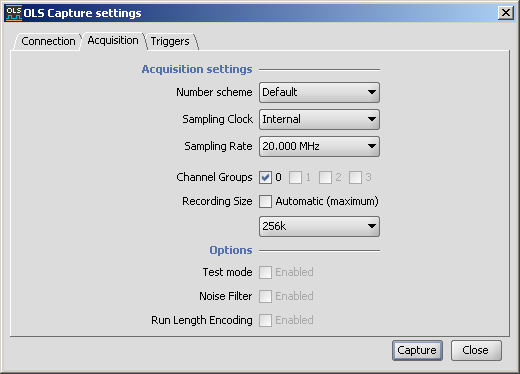 OLS OLS Capture settings
Connection Acquisition Triggers
Acquisition settings
Number scheme Default
Sampling Clock Internal
Sampling Rate 20.000 MHz
Channel Groups 0 1 2 3
Recording Size Automatic (maximum)
256k
Options
Test mode Enabled
Noise Filter Enabled
Run Length Encoding Enabled
Capture Close